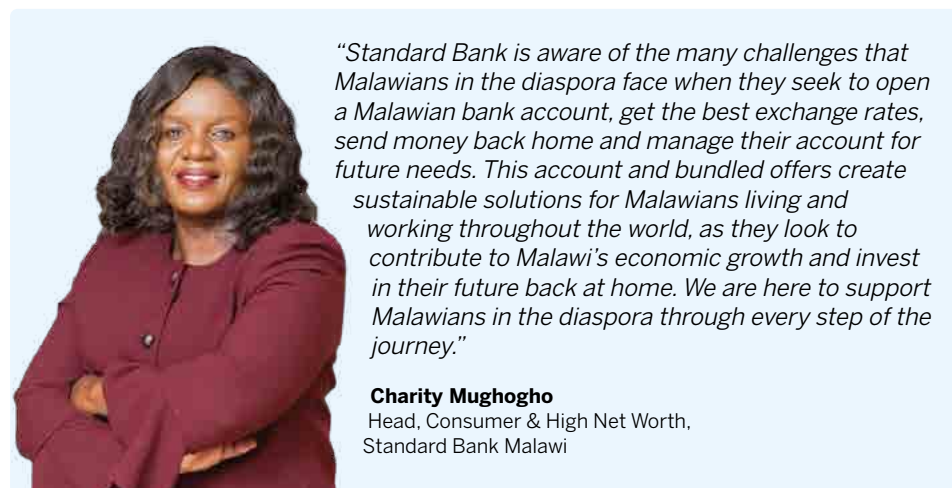 “Standard Bank is aware of the many challenges that
Malawians in the diaspora face when they seek to open
a Malawian bank account, get the best exchange rates,
send money back home and manage their account for
future needs. This account and bundled offers create
sustainable solutions for Malawians living and
working throughout the world, as they look to
contribute to Malawi’s economic growth and invest
in their future back at home. We are here to support
Malawians in the diaspora through every step of the
journey.”
Charity Mughogho
Head, Consumer & High Net Worth,
Standard Bank Malawi